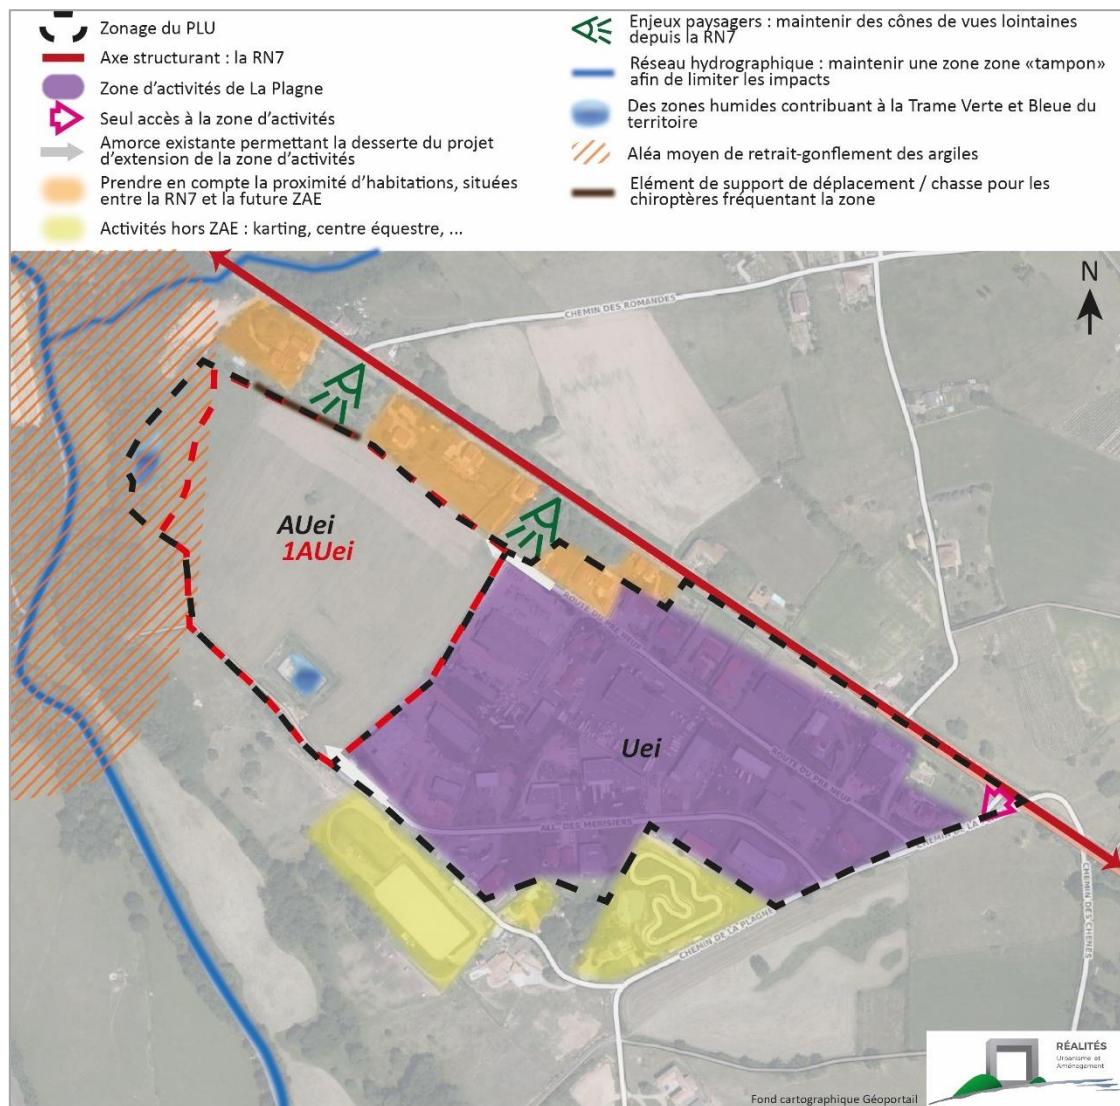 Zonage du PLU
Axe structurant : la RN7
Zone d'activités de La Plagne
Seul accès à la zone d'activités
Amorce existante permettant la desserte du projet
d'extension de la zone d'activités
Prendre en compte la proximité d'habitations, situées
entre la RN7 et la future ZAE
Activités hors ZAE : karting, centre équestre, ...
Enjeux paysagers : maintenir des cônes de vues lointaines
depuis la RN7
Réseau hydrographique : maintenir une zone zone «tampon»
afin de limiter les impacts
Des zones humides contribuant à la Trame Verte et Bleue du
territoire
Aléa moyen de retrait-gonflement des argiles
Elément de support de déplacement / chasse pour les
chiroptères fréquentant la zone
N
CHEMIN DES ROMANDES
AUei
1AUei
ROUTE DU PRE NEUF
Uei
ROUTE DU PRE NEUF
ALL. DES MERISIERS
CHEMIN DE LA
CHEMIN DE LA PLAGNE
CHEMIN DES CHENES
RÉALITÉS
Urbanisme et
Aménagement
Fond cartographique Géoportail